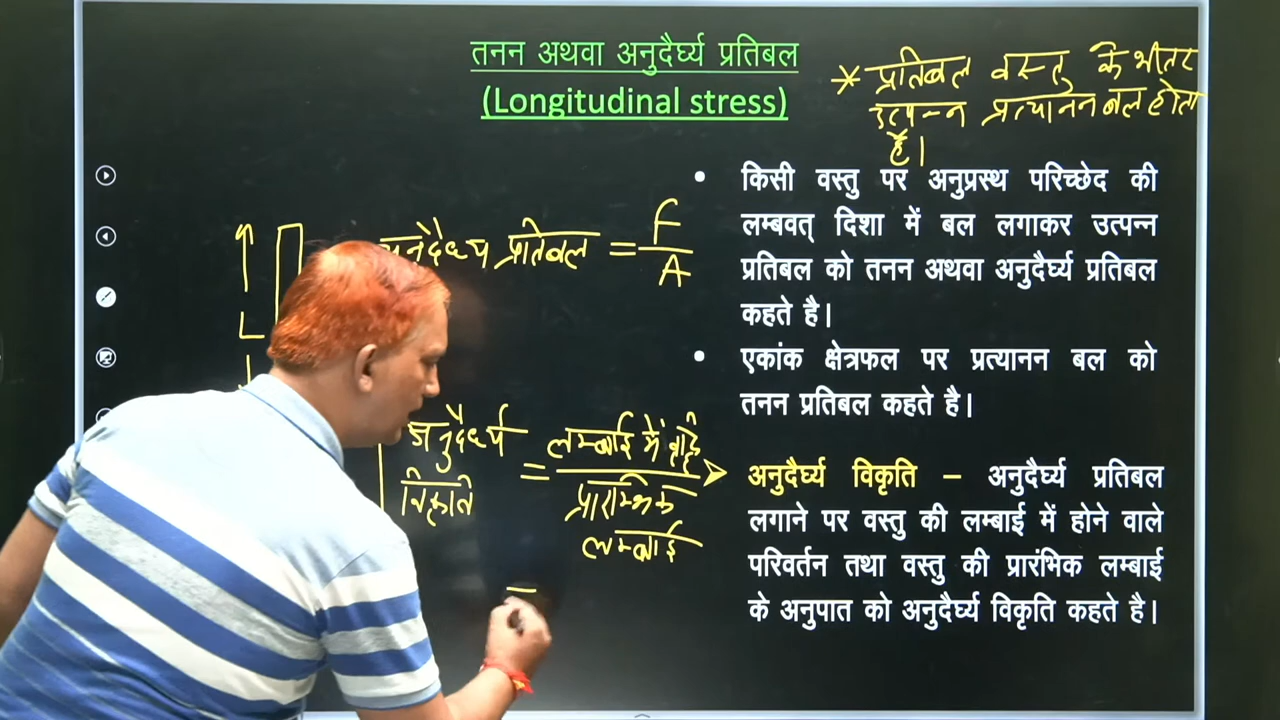 तनन अथवा अनुदैर्घ्य प्रतिबल
(Longitudinal stress)
* प्रतिबल वस्तु के भीतर
उत्पन्न प्रत्यानन बल होता
है।
• किसी वस्तु पर अनुप्रस्थ परिच्छेद की
लम्बवत् दिशा में बल लगाकर उत्पन्न
प्रतिबल को तनन अथवा अनुदैर्घ्य प्रतिबल
कहते है।
• एकांक क्षेत्रफल पर प्रत्यानन बल को
तनन प्रतिबल कहते है।
प्रतिबल = F
A
L
अनुदैर्घ्य
विकृति
= लम्बाई में वृद्धि
प्रारम्भिक
लम्बाई
=
➤ अनुदैर्घ्य विकृति – अनुदैर्घ्य प्रतिबल
लगाने पर वस्तु की लम्बाई में होने वाले
परिवर्तन तथा वस्तु की प्रारंभिक लम्बाई
के अनुपात को अनुदैर्घ्य विकृति कहते है।